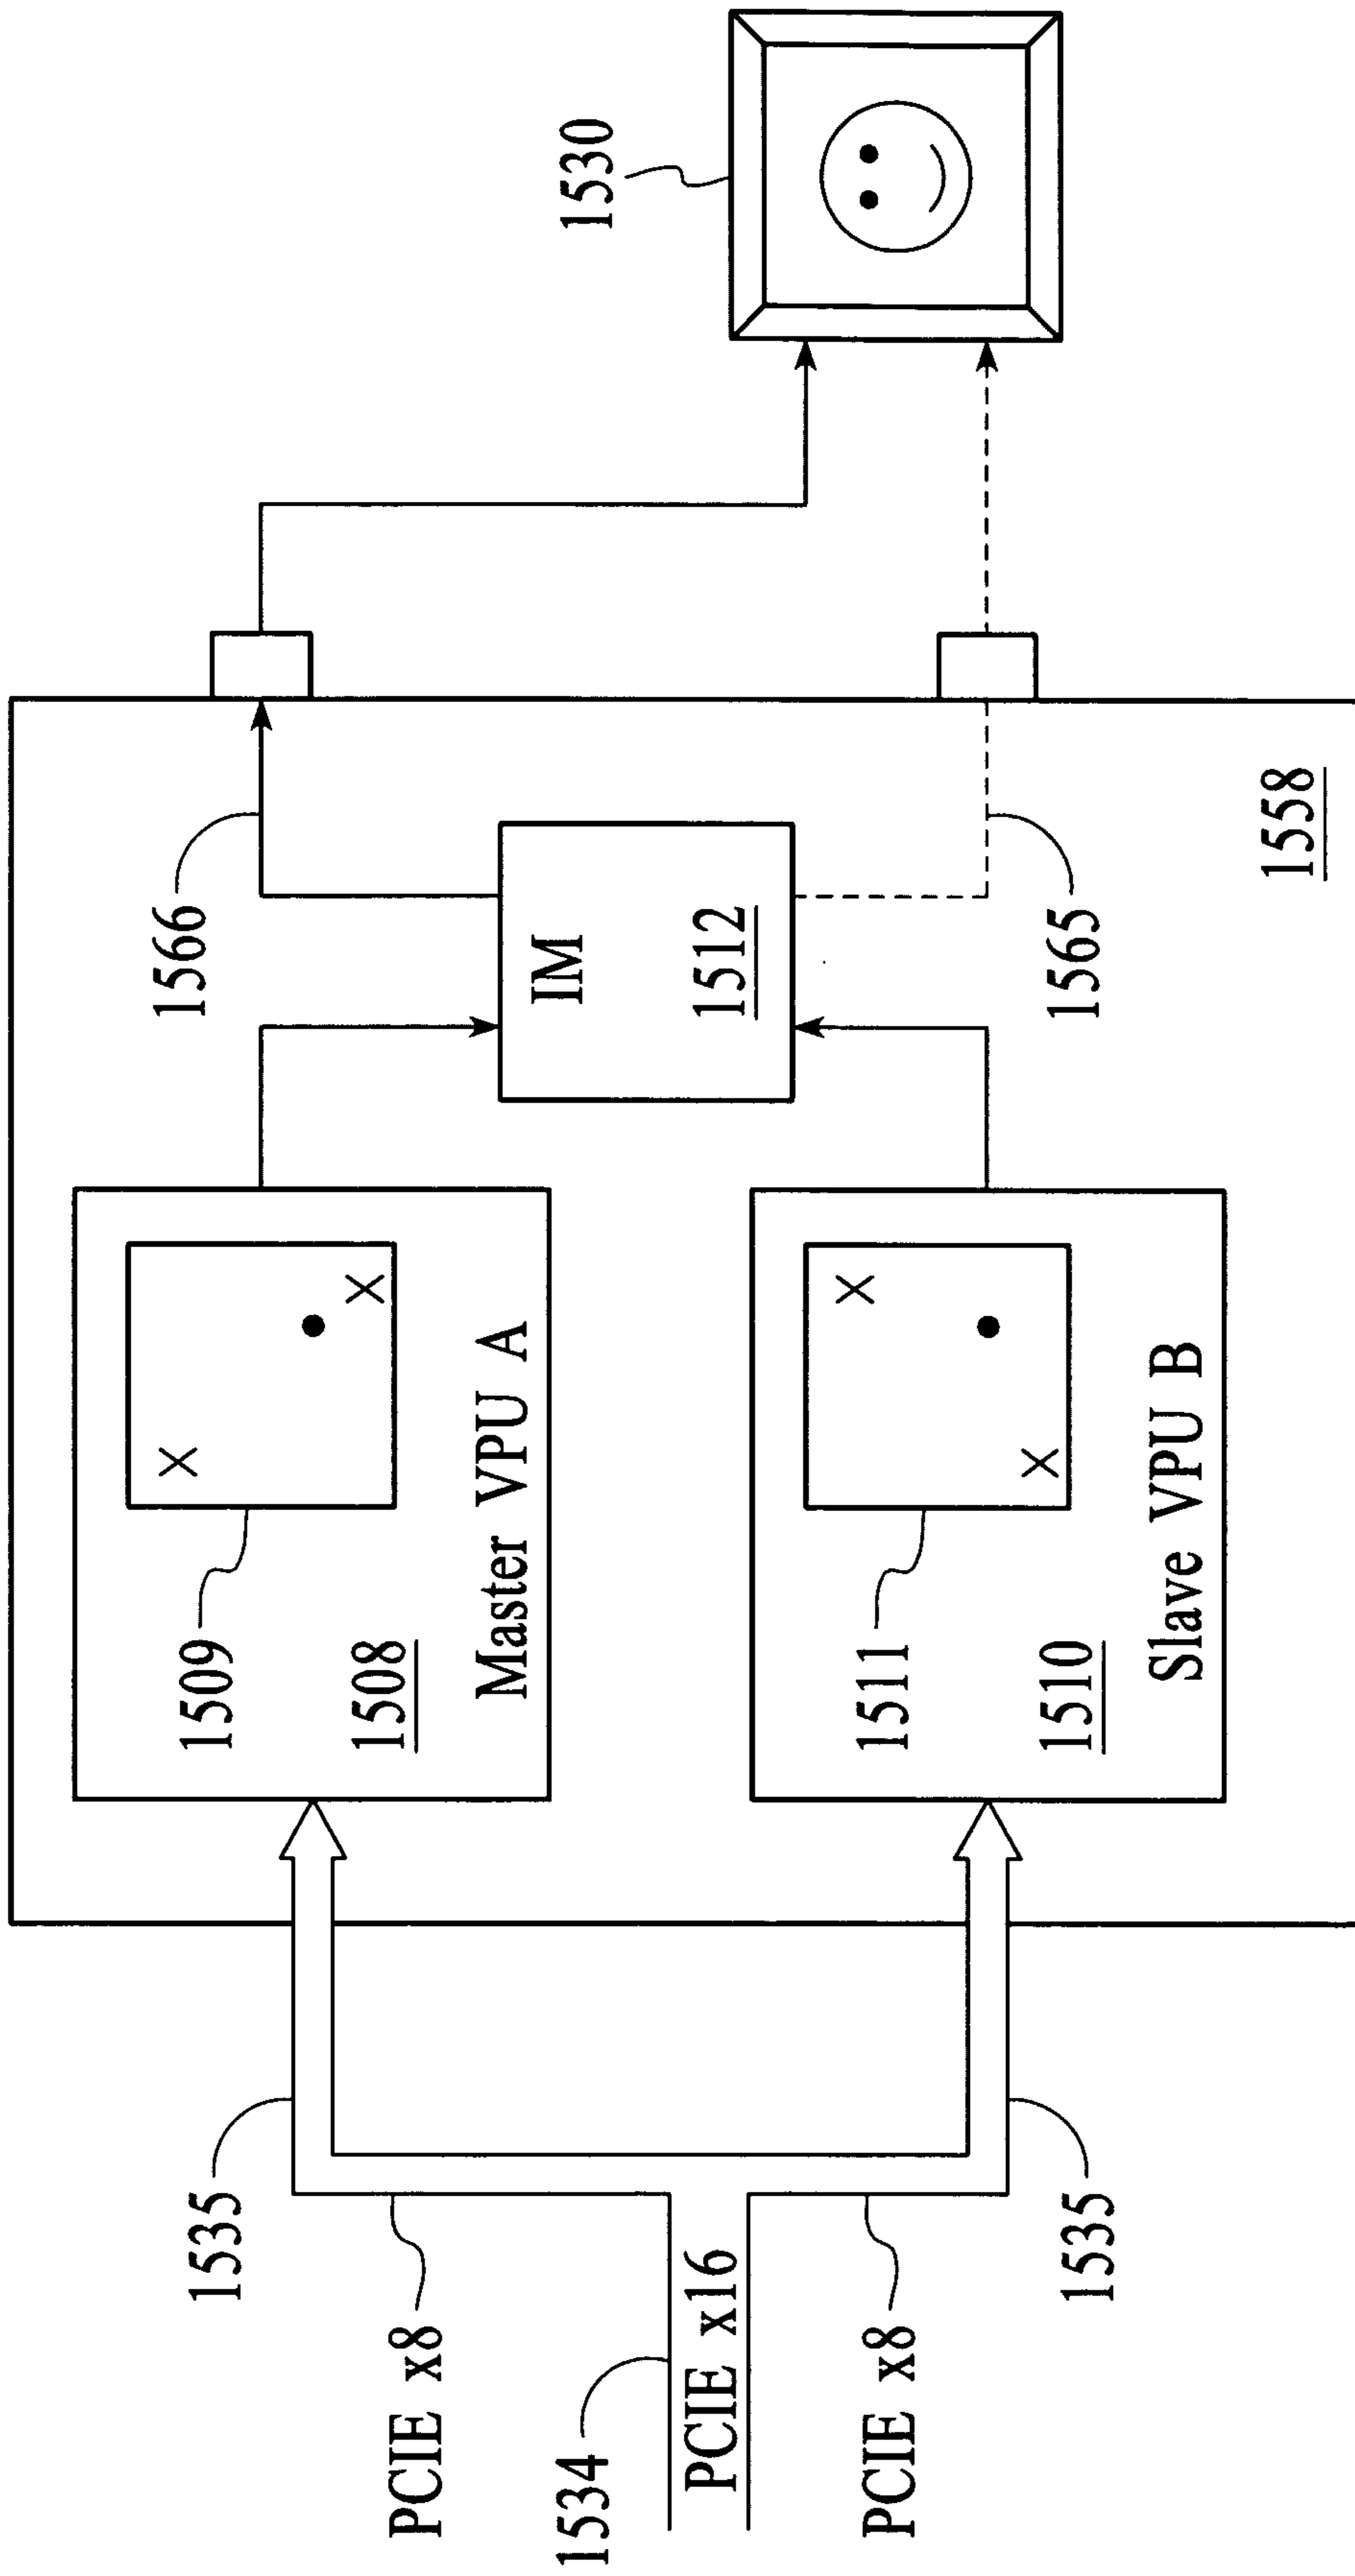 1535
PCIE x8
1534
PCIE x16
PCIE x8
1535
1509
1508
Master VPU A
1511
1510
Slave VPU B
1566
IM
1512
1565
1558
1530
X
X
X
X